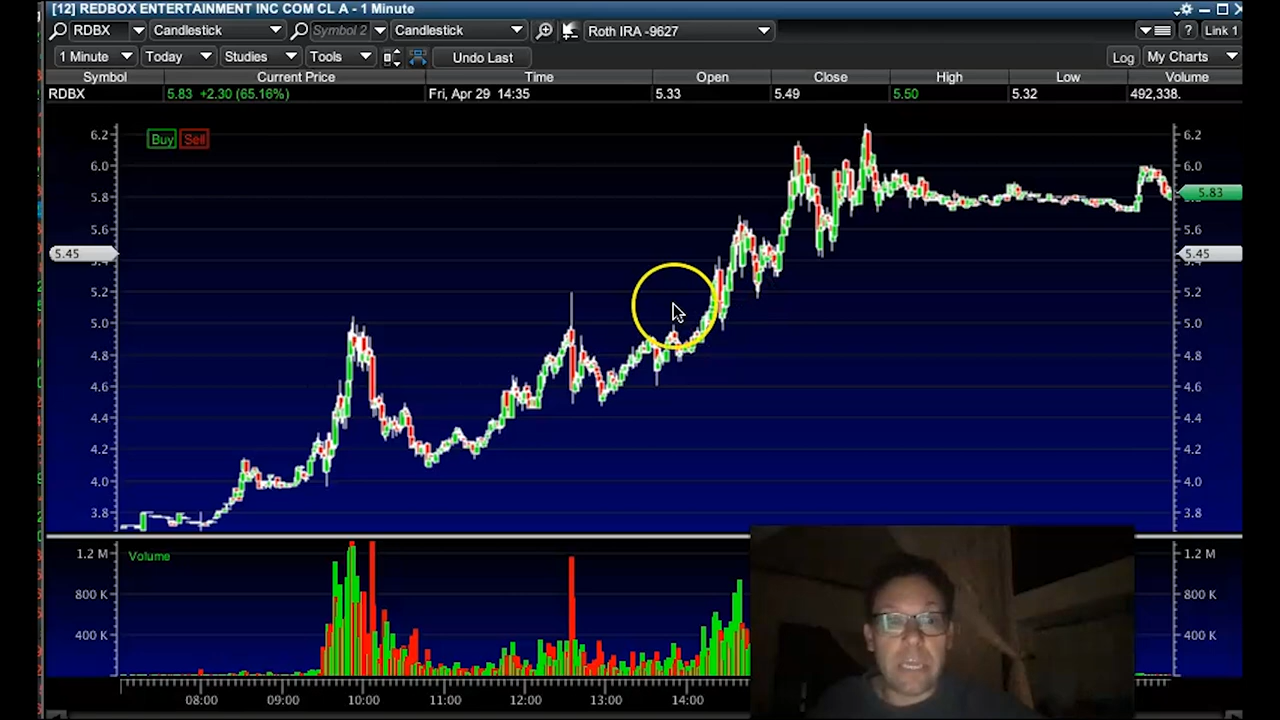 [12] REDBOX ENTERTAINMENT INC COM CL A - 1 Minute
RDBX Candlestick Symbol 2 Candlestick Roth IRA -9627 ? Link 1
1 Minute Today Studies Tools Undo Last Log My Charts
Symbol Current Price Time Open Close High Low Volume
RDBX 5.83 +2.30 (65.16%) Fri, Apr 29 14:35 5.33 5.49 5.50 5.32 492,338.
Buy Sell
6.2 6.2
6.0 6.0
5.8 5.83
5.6 5.6
5.45 5.45
5.4
5.2 5.2
5.0 5.0
4.8 4.8
4.6 4.6
4.4 4.4
4.2 4.2
4.0 4.0
3.8 3.8
Volume
1.2 M 1.2 M
800 K 800 K
400 K 400 K
08:00 09:00 10:00 11:00 12:00 13:00 14:00